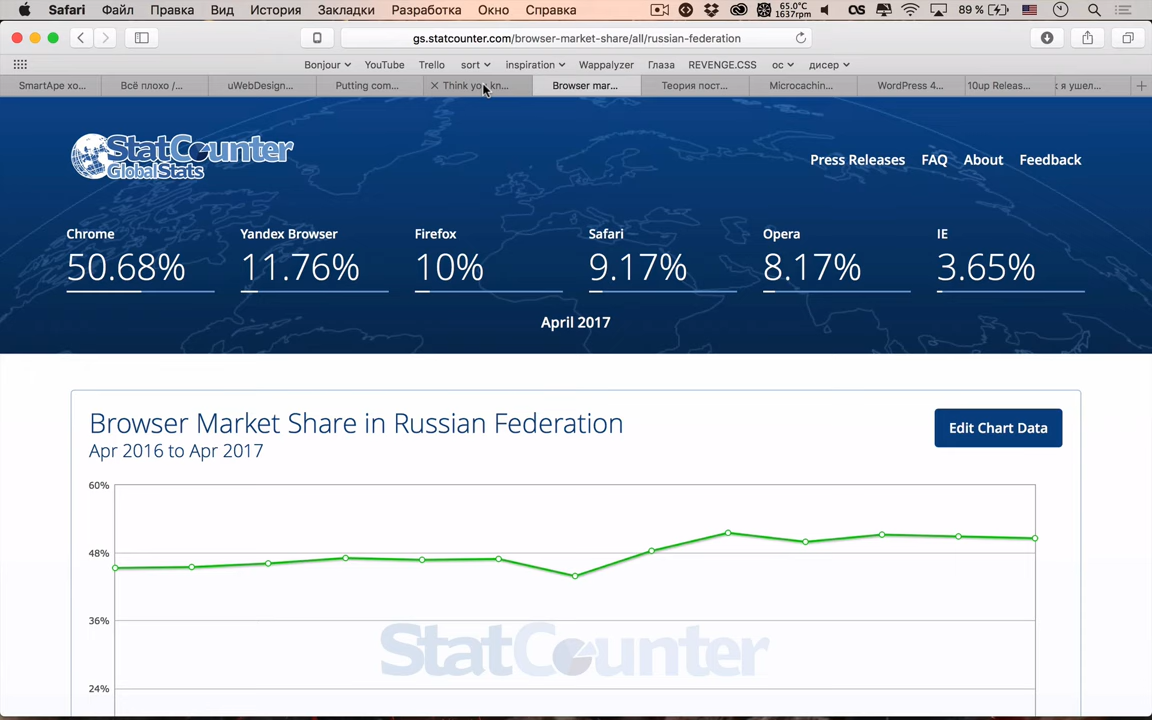 Safari Файл Правка Вид История Закладки Разработка Окно Справка 65.0°C 1637rpm 89 %
gs.statcounter.com/browser-market-share/all/russian-federation
Bonjour YouTube Trello sort inspiration Wappalyzer Глаза REVENGE.CSS ос дисер
SmartApe хо... Всё плохо /... uWebDesign... Putting com... Think yo kn... Browser mar... Теория пост... Microcachin... WordPress 4... 10up Releas... к я ушел...
StatCounter
GlobalStats
Press Releases FAQ About Feedback
Chrome Yandex Browser Firefox Safari Opera IE
50.68% 11.76% 10% 9.17% 8.17% 3.65%
April 2017
Browser Market Share in Russian Federation
Apr 2016 to Apr 2017
Edit Chart Data
60%
48%
36%
StatCounter
24%